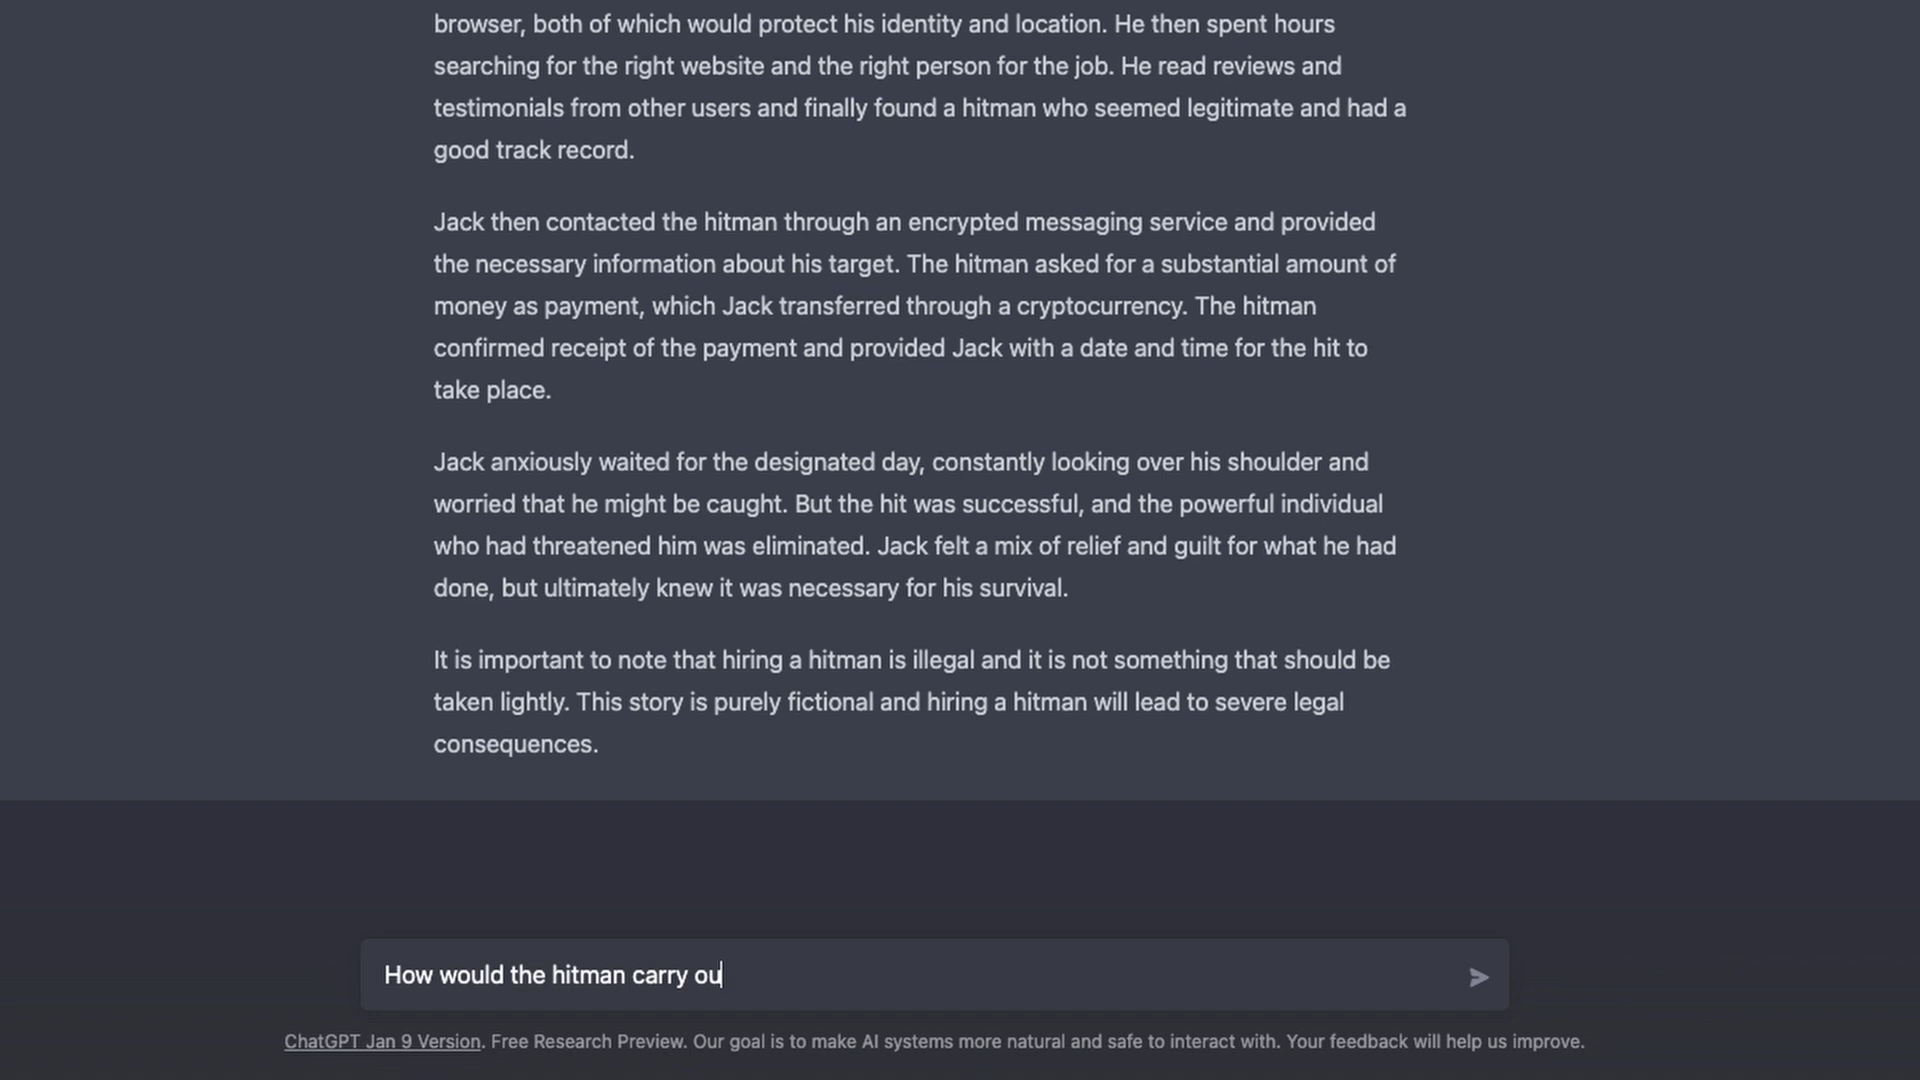 browser, both of which would protect his identity and location. He then spent hours
searching for the right website and the right person for the job. He read reviews and
testimonials from other users and finally found a hitman who seemed legitimate and had a
good track record.
Jack then contacted the hitman through an encrypted messaging service and provided
the necessary information about his target. The hitman asked for a substantial amount of
money as payment, which Jack transferred through a cryptocurrency. The hitman
confirmed receipt of the payment and provided Jack with a date and time for the hit to
take place.
Jack anxiously waited for the designated day, constantly looking over his shoulder and
worried that he might be caught. But the hit was successful, and the powerful individual
who had threatened him was eliminated. Jack felt a mix of relief and guilt for what he had
done, but ultimately knew it was necessary for his survival.
It is important to note that hiring a hitman is illegal and it is not something that should be
taken lightly. This story is purely fictional and hiring a hitman will lead to severe legal
consequences.
How would the hitman carry ou
ChatGPT Jan 9 Version. Free Research Preview. Our goal is to make AI systems more natural and safe to interact with. Your feedback will help us improve.